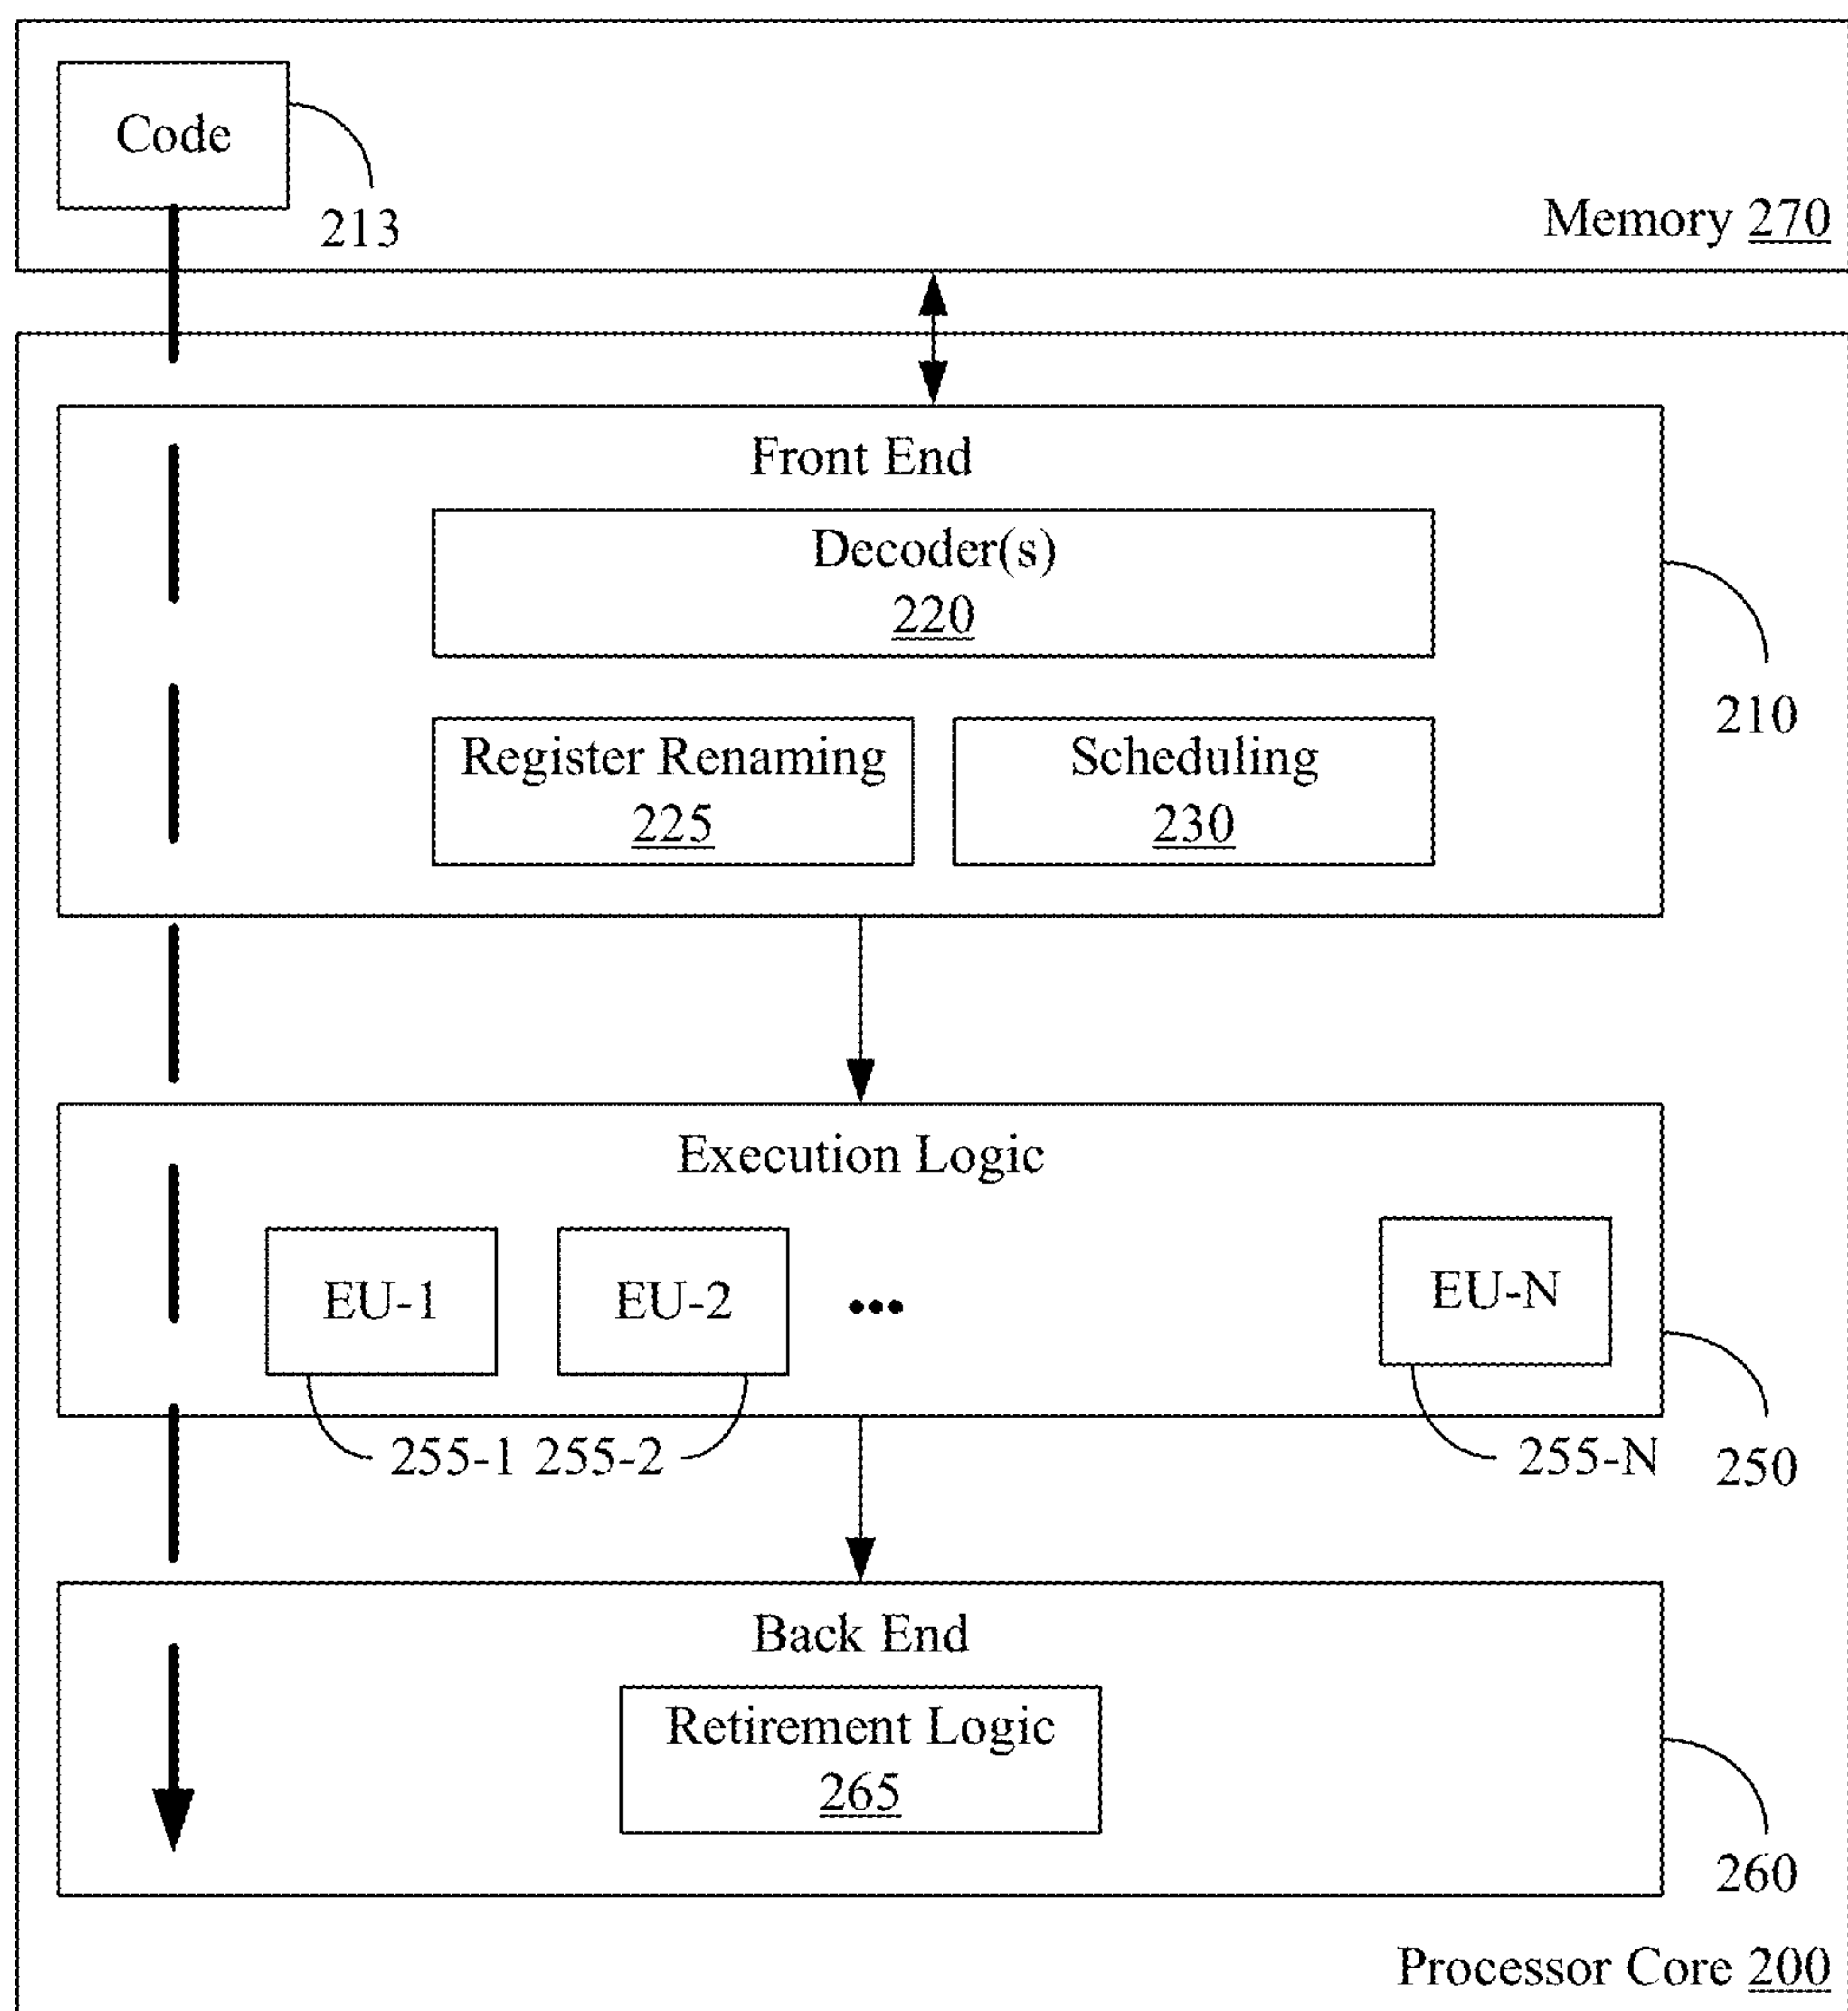 Code
213
Memory 270
Front End
Decoder(s)
220
210
Register Renaming
225
Scheduling
230
Execution Logic
EU-1
EU-2
•••
EU-N
255-1 255-2
255-N
250
Back End
Retirement Logic
265
260
Processor Core 200